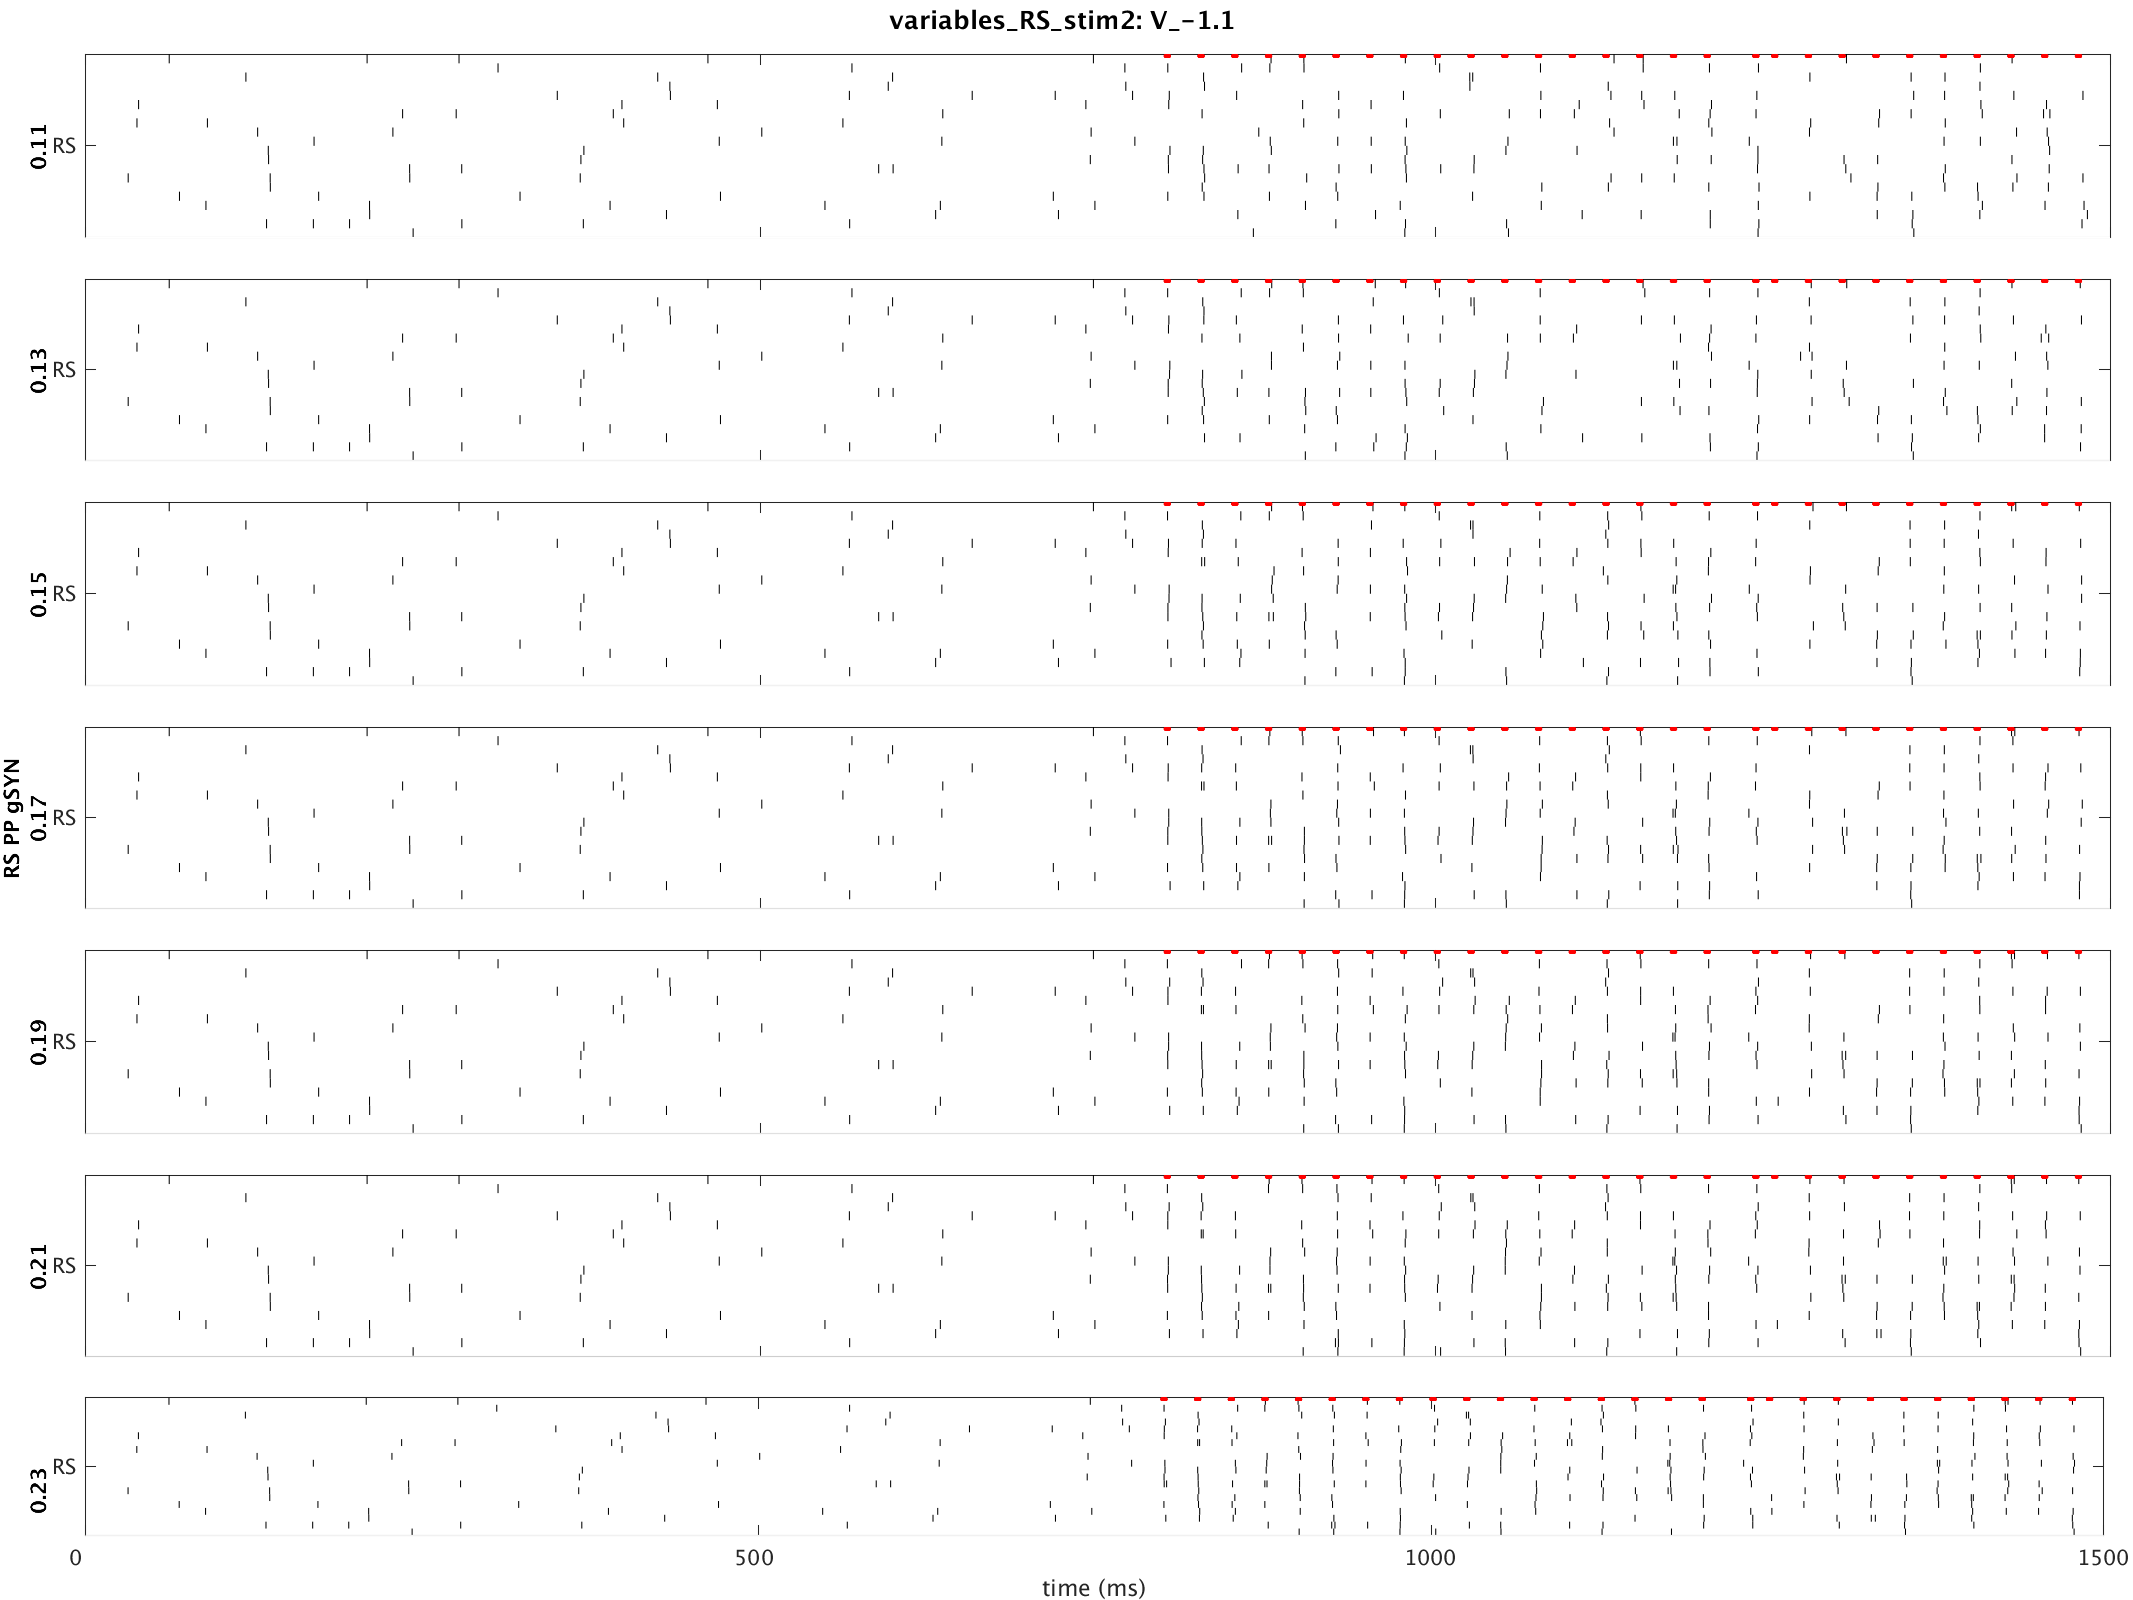 variables_RS_stim2: V_-1.1
RS PP gSYN
0.11
RS
0.13
RS
0.15
RS
0.17
RS
0.19
RS
0.21
RS
0.23
RS
0 500 1000 1500
time (ms)